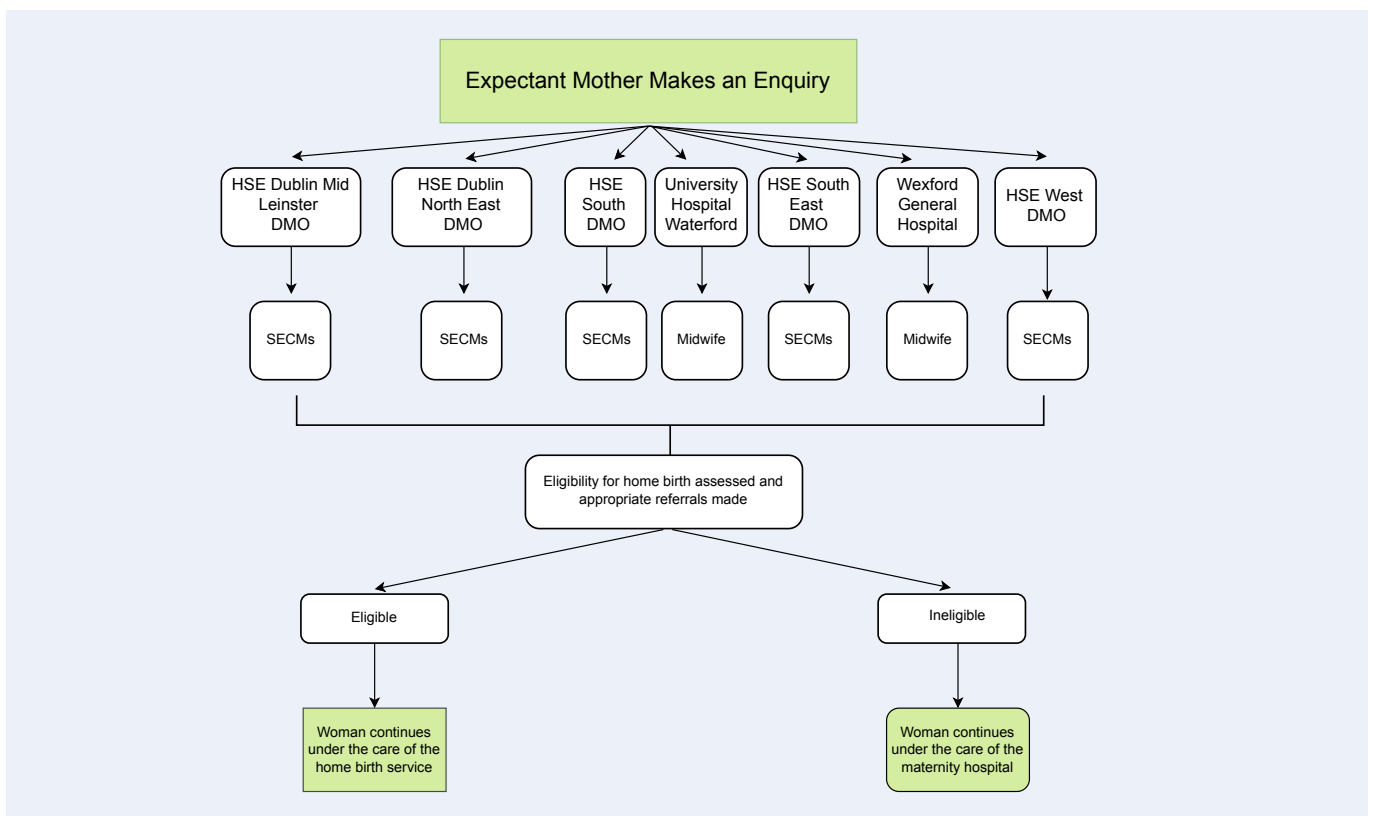 Expectant Mother Makes an Enquiry
HSE Dublin Mid
Leinster
DMO
HSE Dublin
North East
DMO
HSE
South
DMO
University
Hospital
Waterford
HSE South
East
DMO
Wexford
General
Hospital
HSE West
DMO
SECMs
SECMs
SECMs
Midwife
SECMs
Midwife
SECMs
Eligibility for home birth assessed and
appropriate referrals made
Eligible
Ineligible
Woman continues
under the care of the
home birth service
Woman continues
under the care of the
maternity hospital